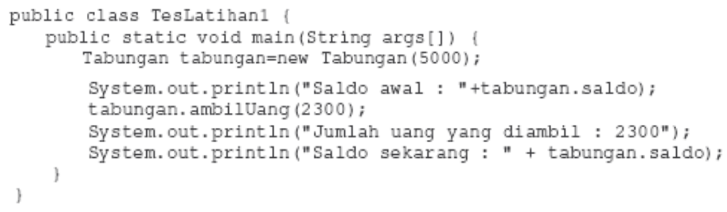 public class TesLatihan1 {
public static void main(String args[]) {
Tabungan tabungan=new Tabungan(5000);
System.out.println("Saldo awal : "+tabungan.saldo);
tabungan.ambilUang(2300);
System.out.println("Jumlah uang yang diambil : 2300");
System.out.println("Saldo sekarang : " + tabungan.saldo);
}
}